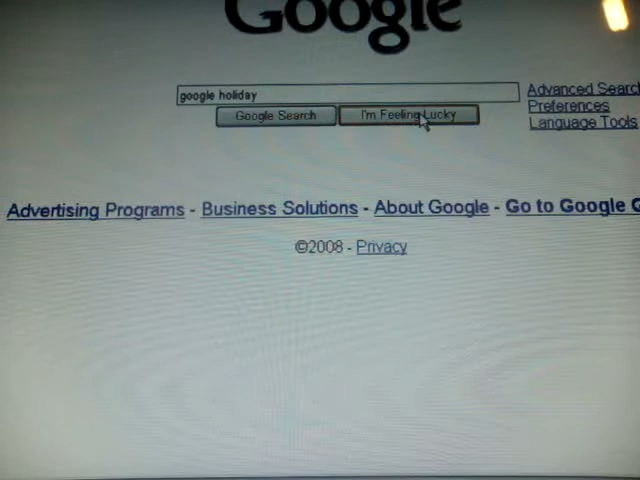 Google
google holiday
Advanced Search
Google Search I'm Feeling Lucky
Preferences
Language Tools
Advertising Programs - Business Solutions - About Google - Go to Google
©2008 - Privacy